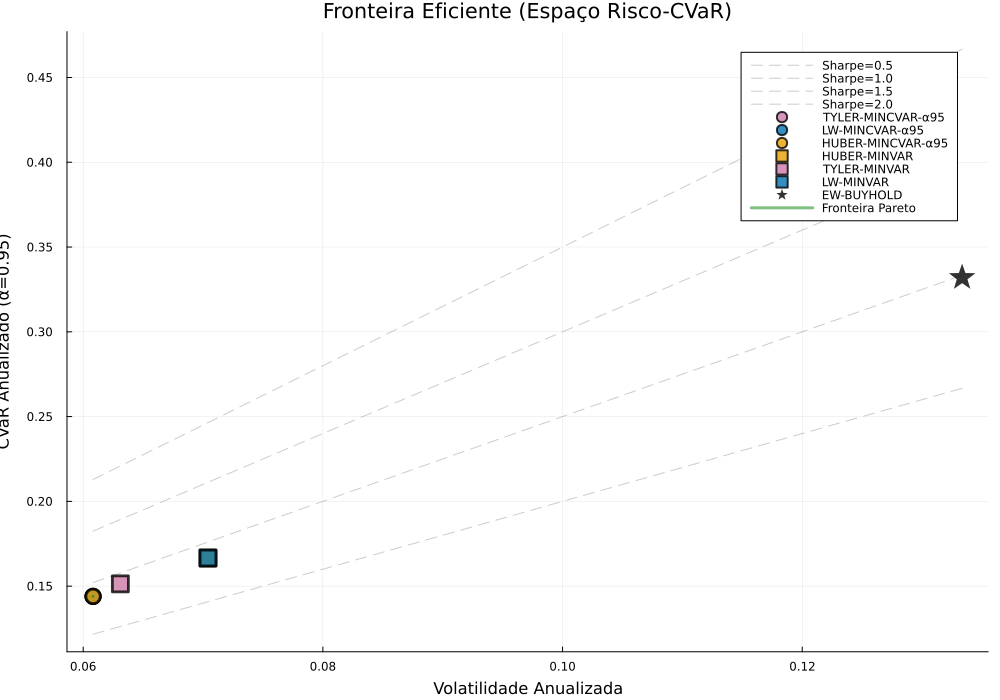 Fronteira Eficiente (Espaço Risco-CVaR)
CVaR Anualizado (α=0.95)
0.45
0.40
0.35
0.30
0.25
0.20
0.15
Sharpe=0.5
Sharpe=1.0
Sharpe=1.5
Sharpe=2.0
TYLER-MINCVAR-α95
LW-MINCVAR-α95
HUBER-MINCVAR-α95
HUBER-MINVAR
TYLER-MINVAR
LW-MINVAR
EW-BUYHOLD
Fronteira Pareto
0.06
0.08
0.10
0.12
Volatilidade Anualizada